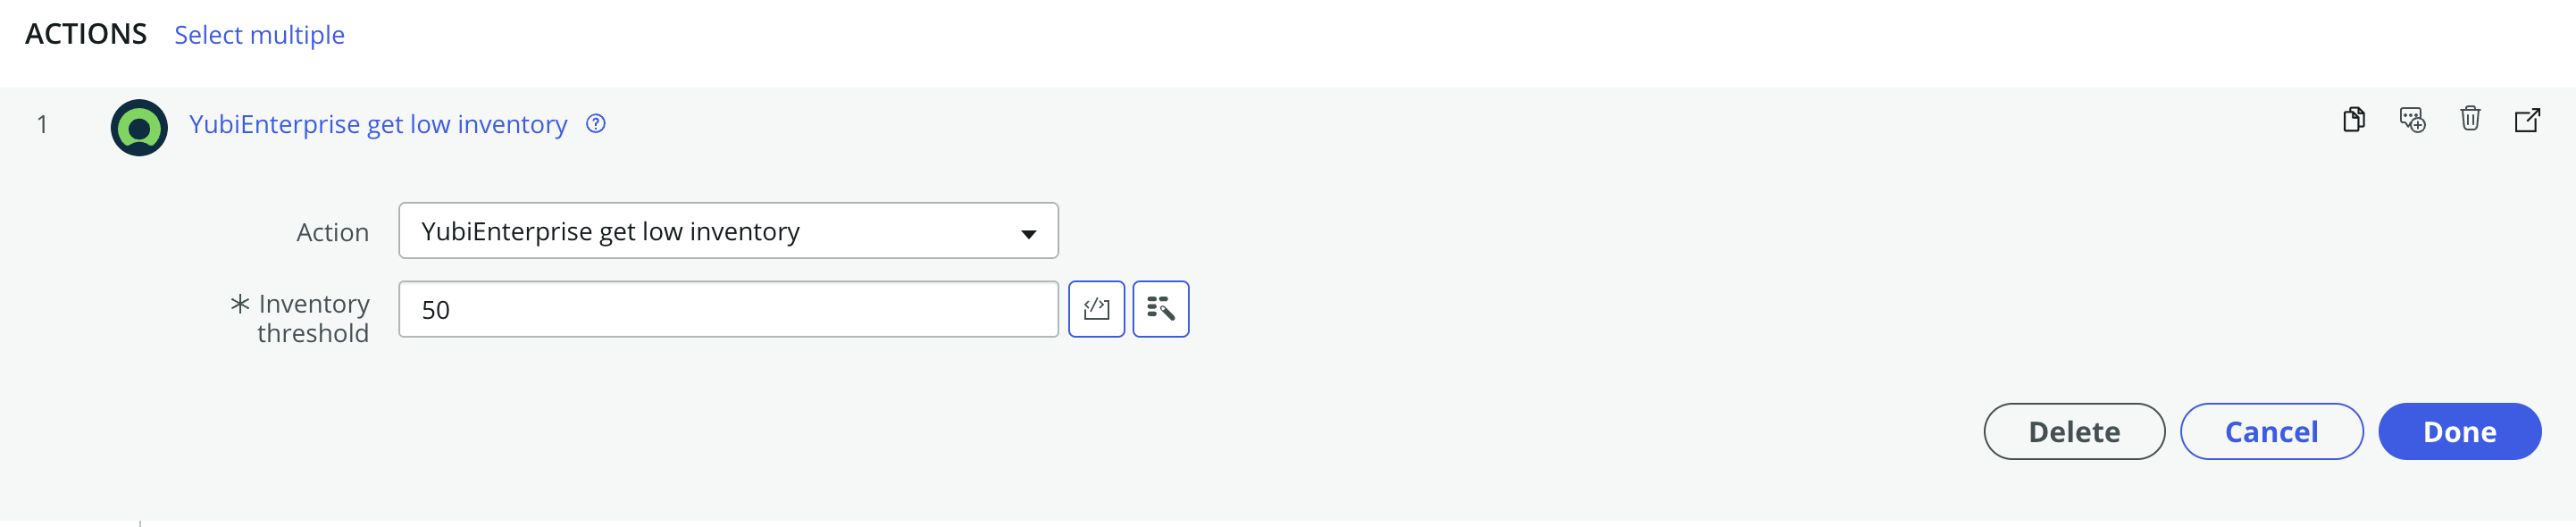 ACTIONS Select multiple
1 YubiEnterprise get low inventory
Action YubiEnterprise get low inventory
* Inventory
threshold
50
Delete Cancel Done